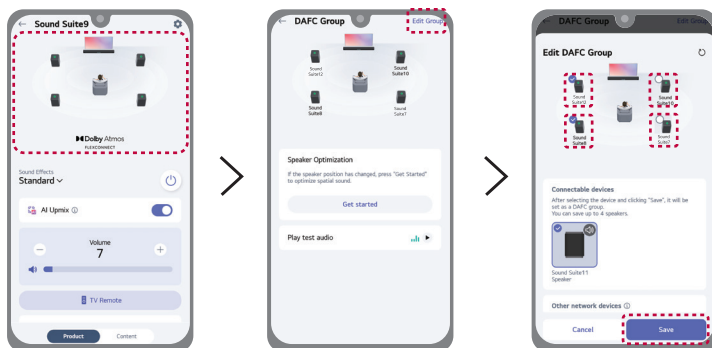 Sound Suite9
Dolby Atmos
FLEXCONNECT
Sound Effects
Standard
AI Upmix
Volume
7
TV Remote
Product
Content
DAFC Group
Edit Group
Sound
Suite12
Sound
Suite10
Sound
Suite8
Sound
Suite7
Speaker Optimization
If the speaker position has changed, press "Get Started"
to optimize spatial sound.
Get started
Play test audio
DAFC Group
Edit Group
Edit DAFC Group
Sound
Suite12
Sound
Suite10
Sound
Suite8
Sound
Suite7
Connectable devices
After selecting the device and clicking "Save", it will be
set as a DAFC group.
You can save up to 4 speakers.
Sound Suite11
Speaker
Other network devices
Cancel
Save